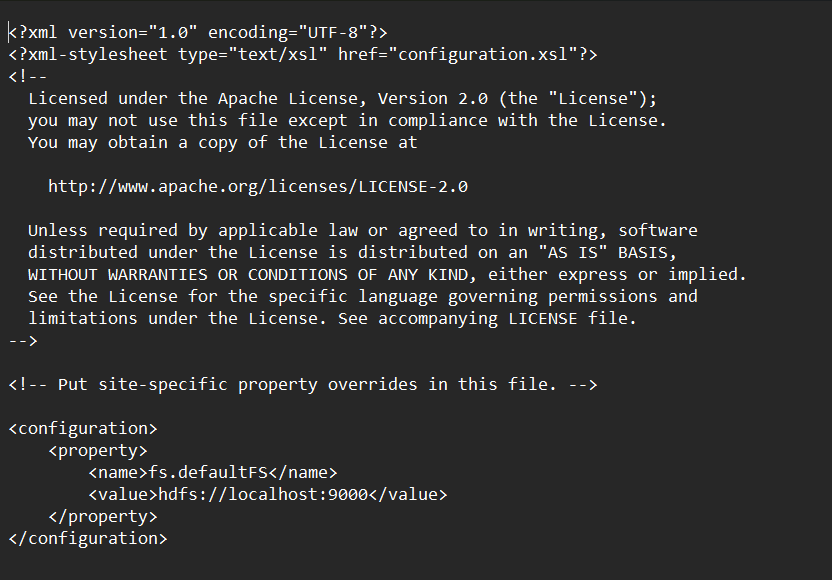 <?xml version="1.0" encoding="UTF-8"?>
<?xml-stylesheet type="text/xsl" href="configuration.xsl"?>
<!--
  Licensed under the Apache License, Version 2.0 (the "License");
  you may not use this file except in compliance with the License.
  You may obtain a copy of the License at

    http://www.apache.org/licenses/LICENSE-2.0

  Unless required by applicable law or agreed to in writing, software
  distributed under the License is distributed on an "AS IS" BASIS,
  WITHOUT WARRANTIES OR CONDITIONS OF ANY KIND, either express or implied.
  See the License for the specific language governing permissions and
  limitations under the License. See accompanying LICENSE file.
-->

<!-- Put site-specific property overrides in this file. -->

<configuration>
    <property>
        <name>fs.defaultFS</name>
        <value>hdfs://localhost:9000</value>
    </property>
</configuration>